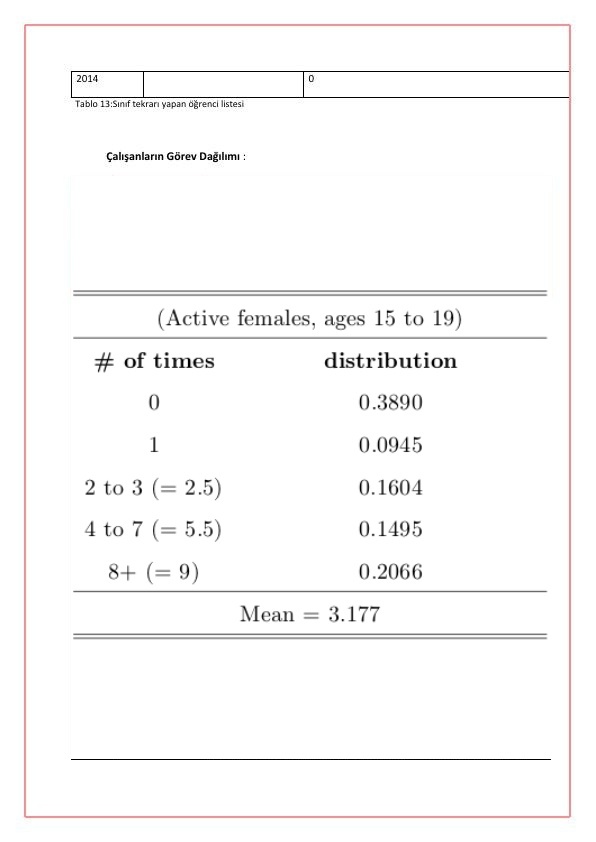 2014 0
Tablo 13:Sınıf tekrarı yapan öğrenci listesi
Çalışanların Görev Dağılımı :
(Active females, ages 15 to 19)
# of times distribution
0 0.3890
1 0.0945
2 to 3 (= 2.5) 0.1604
4 to 7 (= 5.5) 0.1495
8+ (= 9) 0.2066
Mean = 3.177